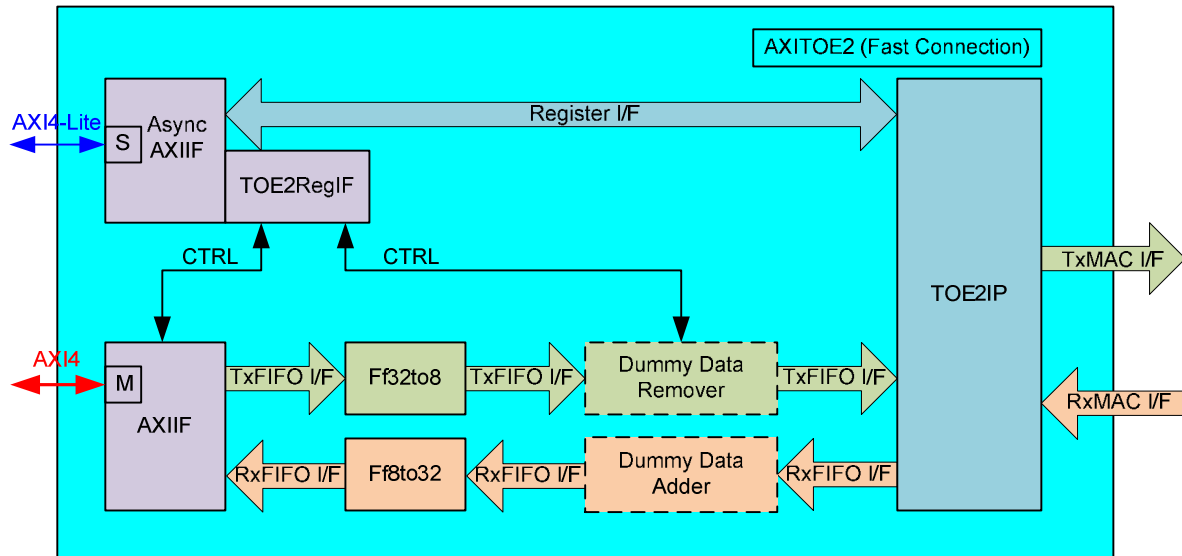 AXITOE2 (Fast Connection)
AXI4-Lite
S
Async
AXIIF
Register I/F
TOE2RegIF
CTRL
CTRL
TOE2IP
TxMAC I/F
AXI4
M
AXIIF
TxFIFO I/F
Ff32to8
TxFIFO I/F
Dummy Data
Remover
TxFIFO I/F
RxMAC I/F
RxFIFO I/F
Ff8to32
RxFIFO I/F
Dummy Data
Adder
RxFIFO I/F